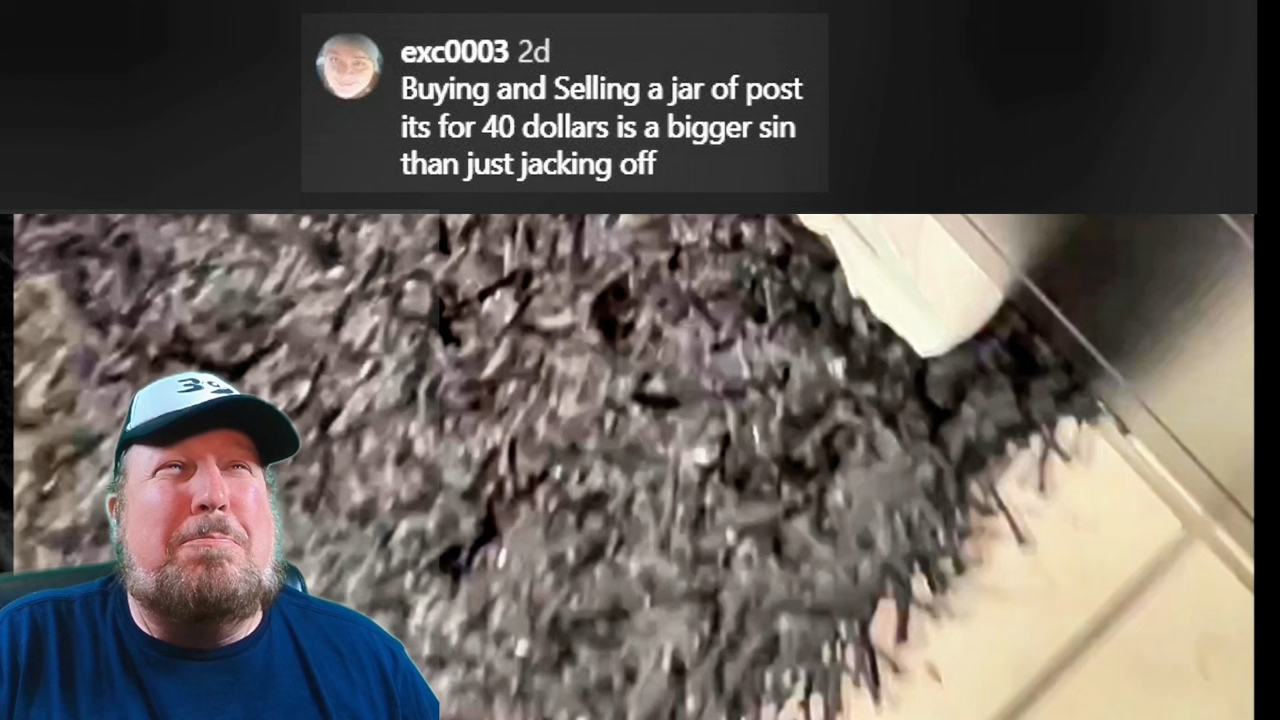 exc0003 2d
Buying and Selling a jar of post
its for 40 dollars is a bigger sin
than just jacking off